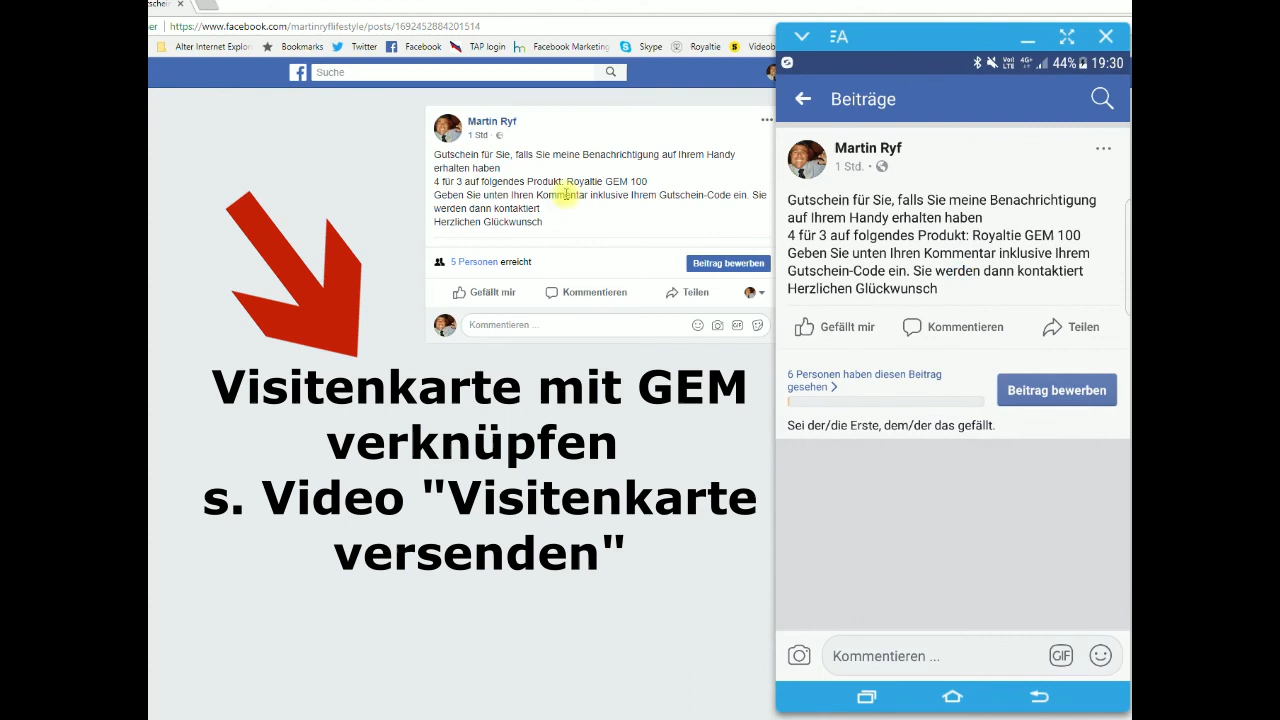 https://www.facebook.com/martinryflifestyle/posts/1692452884201514
Alter Internet Explor
Bookmarks
Twitter
Facebook
TAP login
Facebook Marketing
Skype
Royaltie
Videob
Suche
Martin Ryf
1 Std
Gutschein für Sie, falls Sie meine Benachrichtigung auf Ihrem Handy
erhalten haben
4 für 3 auf folgendes Produkt: Royaltie GEM 100
Geben Sie unten Ihren Kommentar inklusive Ihrem Gutschein-Code ein. Sie
werden dann kontaktiert
Herzlichen Glückwunsch
5 Personen erreicht
Beitrag bewerben
Gefällt mir
Kommentieren
Teilen
Kommentieren ...
GIF
Visitenkarte mit GEM
verknüpfen
s. Video "Visitenkarte
versenden"
A
VoI LTE 4G+ 44% 19:30
Beiträge
Martin Ryf
1 Std. ·
Gutschein für Sie, falls Sie meine Benachrichtigung
auf Ihrem Handy erhalten haben
4 für 3 auf folgendes Produkt: Royaltie GEM 100
Geben Sie unten Ihren Kommentar inklusive Ihrem
Gutschein-Code ein. Sie werden dann kontaktiert
Herzlichen Glückwunsch
Gefällt mir
Kommentieren
Teilen
6 Personen haben diesen Beitrag
gesehen
Beitrag bewerben
Sei der/die Erste, dem/der das gefällt.
Kommentieren ...
GIF